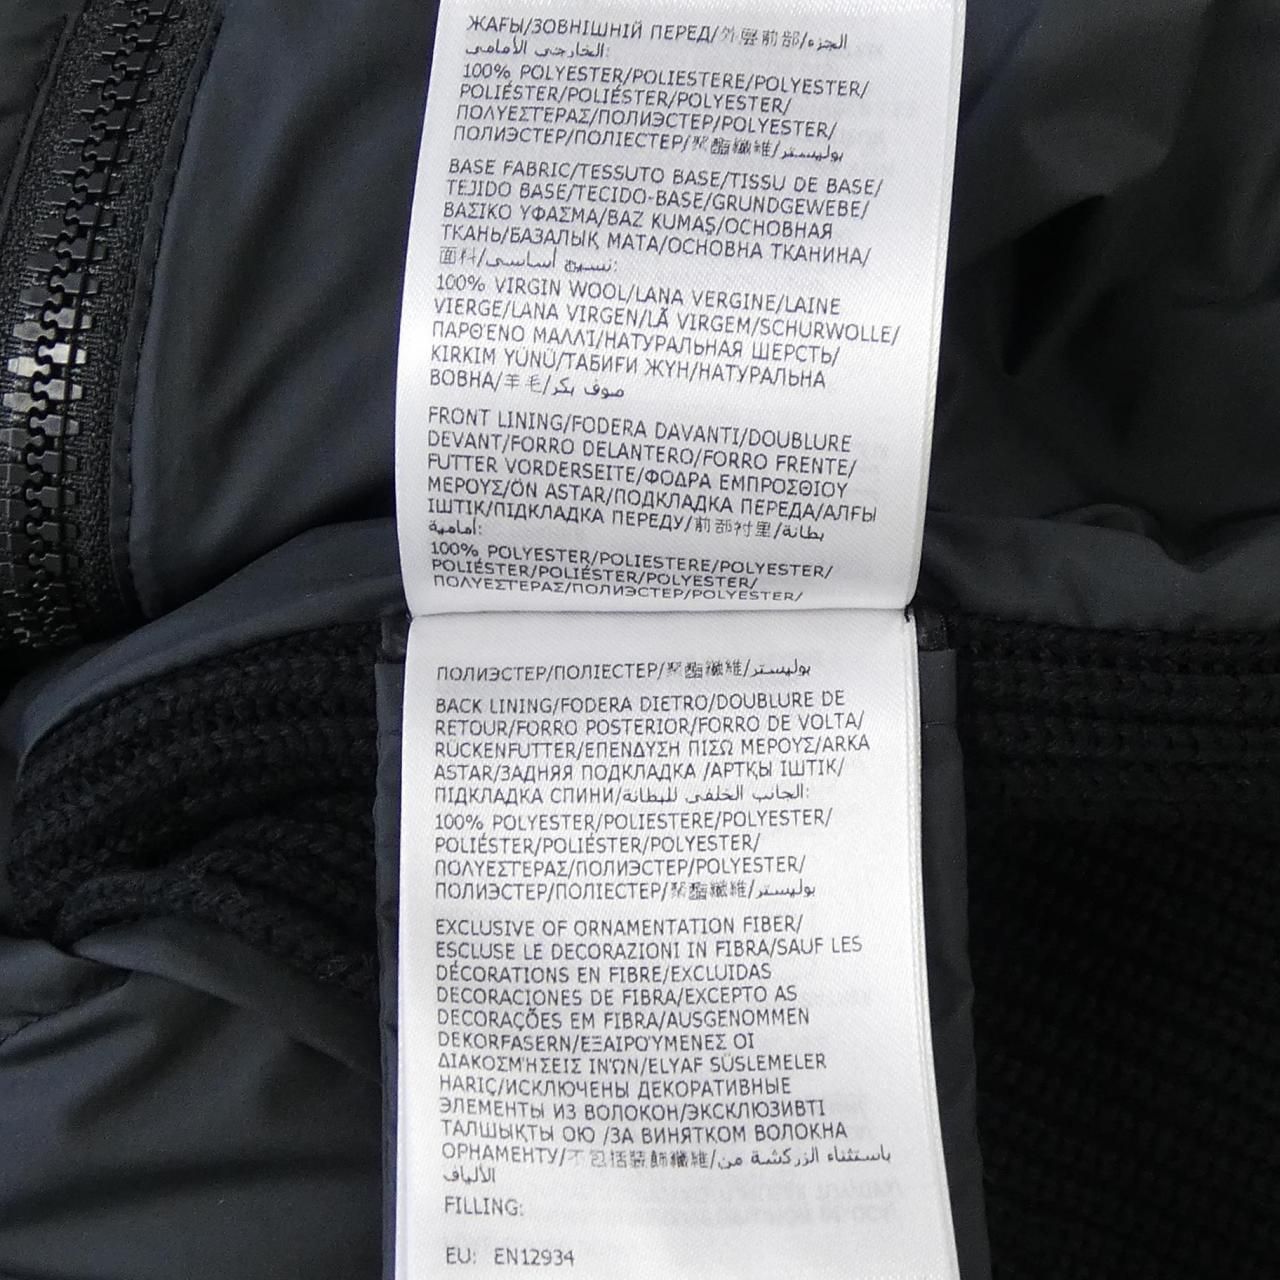 ЖАҒЫ/ЗОВНІШНІЙ ПЕРЕД/外竪前部/الجزء
الخارجي الأمامي:
100% POLYESTER/POLIESTERE/POLYESTER/
POLIÉSTER/POLIÉSTER/POLYESTER/
ΠΟΛΥΕΣΤΕΡΑΣ/ПОЛИЭСТЕР/POLYESTER/
ПОЛИЭСТЕР/ПОЛІЕСТЕР/聚酯纖維/بوليستر
BASE FABRIC/TESSUTO BASE/TISSU DE BASE/
TEJIDO BASE/TECIDO-BASE/GRUNDGEWEBE/
ΒΑΣΙΚΟ ΥΦΑΣΜΑ/BAZ KUMAŞ/ОСНОВНАЯ
ТКАНЬ/БАЗАЛЫҚ МАТА/ОСНОВНА ТКАНИНА/
面料/نسيج أساسي:
100% VIRGIN WOOL/LANA VERGINE/LAINE
VIERGE/LANA VIRGEN/LÃ VIRGEM/SCHURWOLLE/
ΠΑΡΘΈΝΟ ΜΑΛΛΊ/НАТУРАЛЬНАЯ ШЕРСТЬ/
KIRKIM YÜNÜ/ТАБИҒИ ЖҮН/НАТУРАЛЬНА
ВОВНА/羊毛/صوف بكر
FRONT LINING/FODERA DAVANTI/DOUBLURE
DEVANT/FORRO DELANTERO/FORRO FRENTE/
FUTTER VORDERSEITE/ΦΟΔΡΑ ΕΜΠΡΟΣΘΙΟΥ
ΜΕΡΟΥΣ/ÖN ASTAR/ПОДКЛАДКА ПЕРЕДА/АЛҒЫ
ІШТІК/ПІДКЛАДКА ПЕРЕДУ/前部衬里/بطانة
أمامية:
100% POLYESTER/POLIESTERE/POLYESTER/
POLIÉSTER/POLIÉSTER/POLYESTER/
ΠΟΛΥΕΣΤΕΡΑΣ/ПОЛИЭСТЕР/POLYESTER/
ПОЛИЭСТЕР/ПОЛІЕСТЕР/聚酯纖維/بوليستر
BACK LINING/FODERA DIETRO/DOUBLURE DE
RETOUR/FORRO POSTERIOR/FORRO DE VOLTA/
RÜCKENFUTTER/ΕΠΕΝΔΥΣΗ ΠΙΣΩ ΜΕΡΟΥΣ/ARKA
ASTAR/ЗАДНЯЯ ПОДКЛАДКА /АРТҚЫ ІШТІК/
ПІДКЛАДКА СПИНИ/الجانب الخلفي للبطانة:
100% POLYESTER/POLIESTERE/POLYESTER/
POLIÉSTER/POLIÉSTER/POLYESTER/
ΠΟΛΥΕΣΤΕΡΑΣ/ПОЛИЭСТЕР/POLYESTER/
ПОЛИЭСТЕР/ПОЛІЕСТЕР/聚酯纖維/بوليستر
EXCLUSIVE OF ORNAMENTATION FIBER/
ESCLUSE LE DECORAZIONI IN FIBRA/SAUF LES
DÉCORATIONS EN FIBRE/EXCLUIDAS
DECORACIONES DE FIBRA/EXCEPTO AS
DECORAÇÕES EM FIBRA/AUSGENOMMEN
DEKORFASERN/ΕΞΑΙΡΟΎΜΕΝΕΣ ΟΙ
ΔΙΑΚΟΣΜΉΣΕΙΣ ΙΝΏΝ/ELYAF SÜSLEMELER
HARIÇ/ИСКЛЮЧЕНЫ ДЕКОРАТИВНЫЕ
ЭЛЕМЕНТЫ ИЗ ВОЛОКОН/ЭКСКЛЮЗИВТІ
ТАЛШЫҚТЫ ОЮ /ЗА ВИНЯТКОМ ВОЛОКНА
ОРНАМЕНТУ/不包括裝飾纖維/باستثناء الزركشة من
الألياف
FILLING:
EU: EN12934